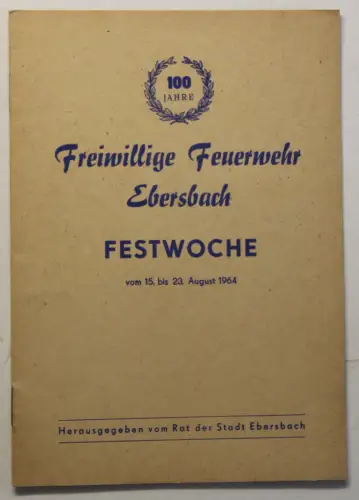 100
JAHRE
Freiwillige Feuerwehr
Ebersbach
FESTWOCHE
vom 15. bis 23. August 1964
Herausgegeben vom Rat der Stadt Ebersbach